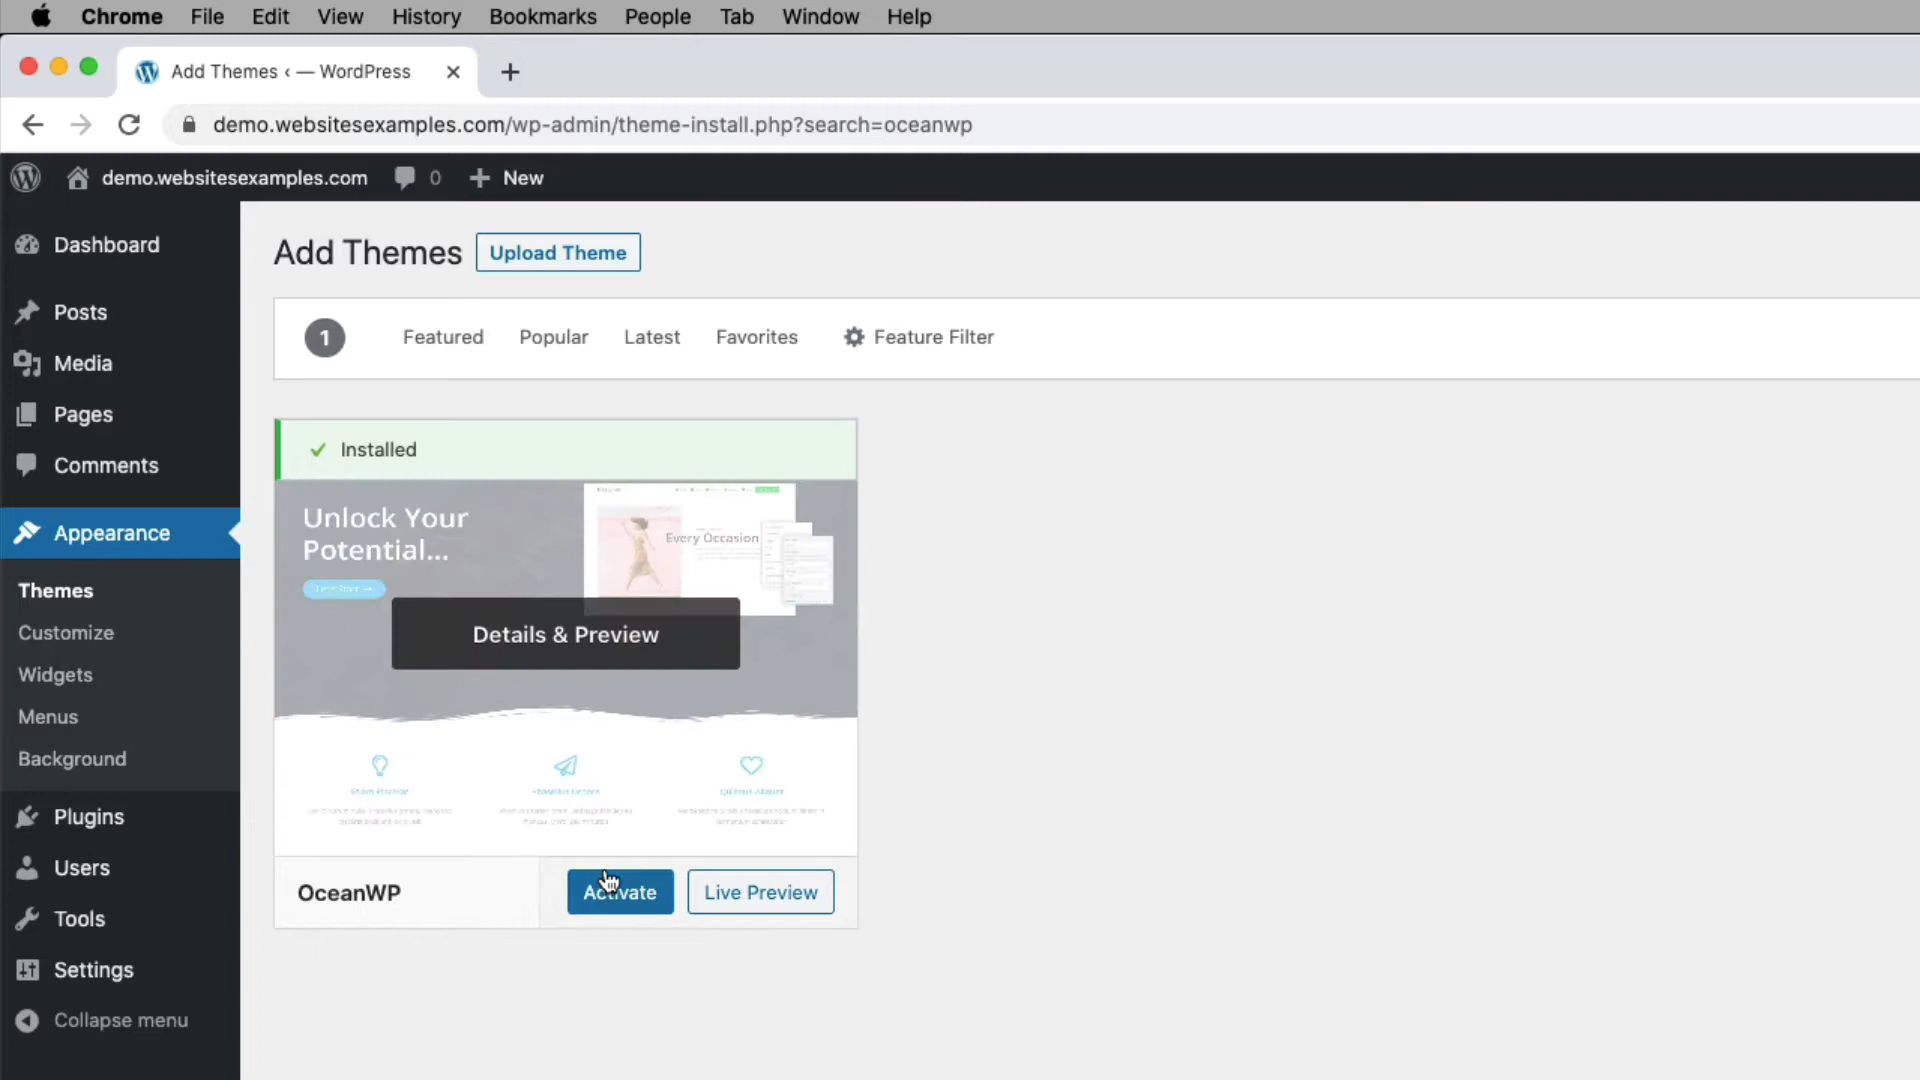 Chrome File Edit View History Bookmarks People Tab Window Help
Add Themes ‹ — WordPress
demo.websitesexamples.com/wp-admin/theme-install.php?search=oceanwp
demo.websitesexamples.com 0 New
Dashboard
Posts
Media
Pages
Comments
Appearance
Themes
Customize
Widgets
Menus
Background
Plugins
Users
Tools
Settings
Collapse menu
Add Themes Upload Theme
1 Featured Popular Latest Favorites Feature Filter
Installed
Unlock Your
Potential...
Every Occasion
Details & Preview
OceanWP Activate Live Preview